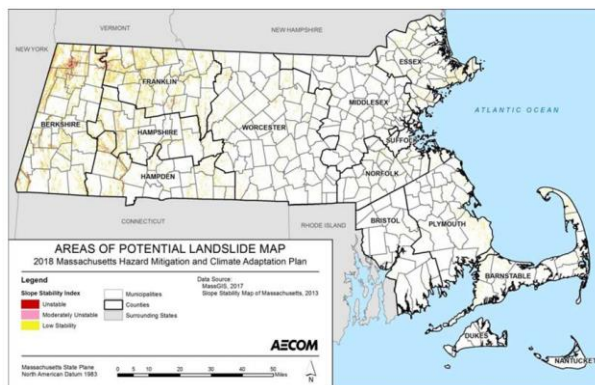 VERMONT
NEW HAMPSHIRE
NEW YORK
ESSEX
FRANKLIN
MIDDLESEX
ATLANTIC OCEAN
BERKSHIRE
WORCESTER
HAMPSHIRE
SUFFOLK
NORFOLK
HAMPDEN
CONNECTICUT
RHODE ISLAND
BRISTOL
PLYMOUTH
BARNSTABLE
DUKES
NANTUCKET
AREAS OF POTENTIAL LANDSLIDE MAP
2018 Massachusetts Hazard Mitigation and Climate Adaptation Plan
Legend
Slope Stability Index
Unstable
Moderately Unstable
Low Stability
Municipalities
Counties
Surrounding States
Data Source:
MassGIS, 2017
Slope Stability Map of Massachusetts, 2013
AECOM
Massachusetts State Plane
North American Datum 1983
0 5 10 20 30 40 50
Miles
N